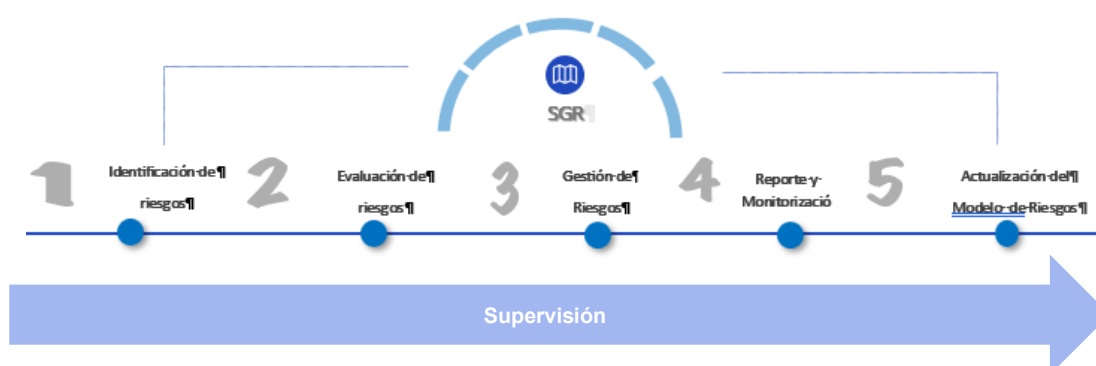 SGR¶
1
Identificación·de¶
riesgos¶
2
Evaluación·de¶
riesgos¶
3
Gestión·de¶
Riesgos¶
4
Reporte·y·
Monitorizació
5
Actualización·del¶
Modelo··de·Riesgos¶
Supervisión